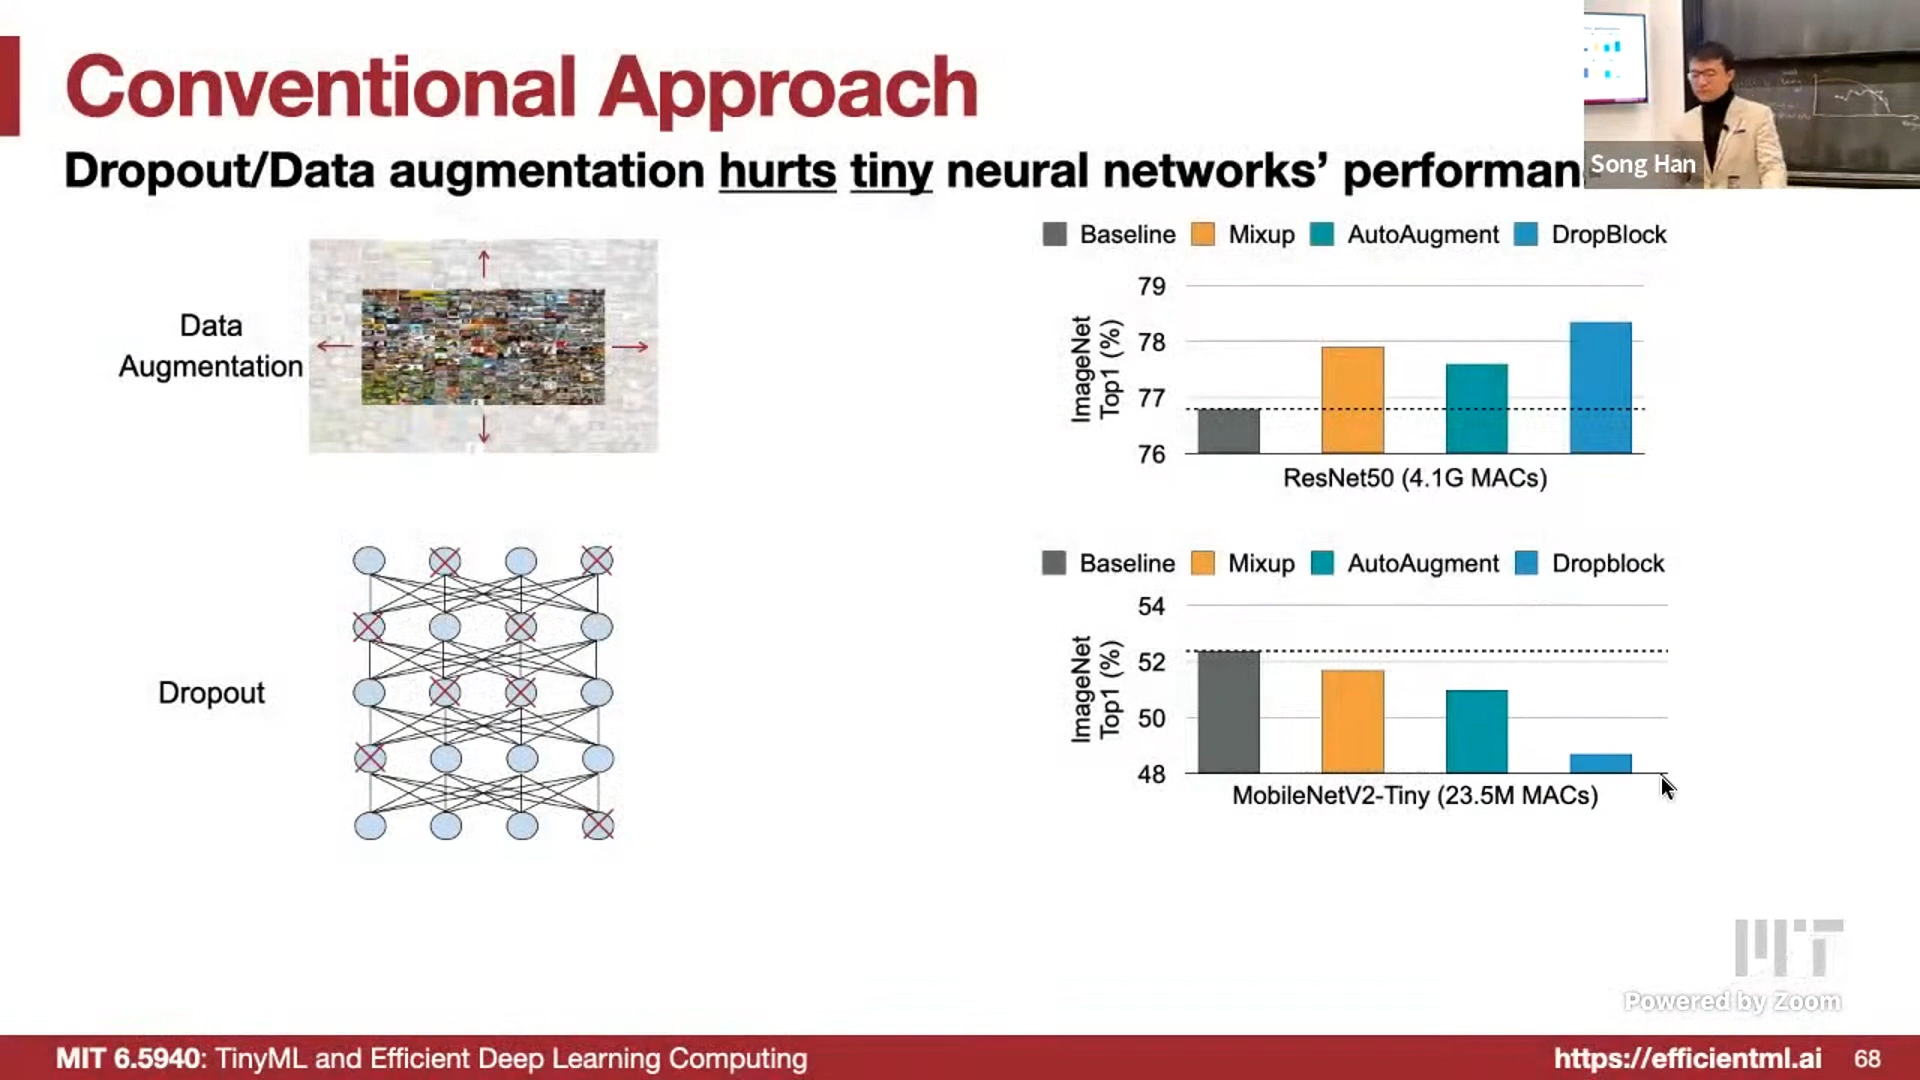 Conventional Approach
Dropout/Data augmentation hurts tiny neural networks’ performan
Song Han
Data
Augmentation
Baseline Mixup AutoAugment DropBlock
ImageNet
Top1 (%)
79
78
77
76
ResNet50 (4.1G MACs)
Dropout
Baseline Mixup AutoAugment Dropblock
ImageNet
Top1 (%)
54
52
50
48
MobileNetV2-Tiny (23.5M MACs)
MIT
Powered by Zoom
MIT 6.5940: TinyML and Efficient Deep Learning Computing
https://efficientml.ai 68